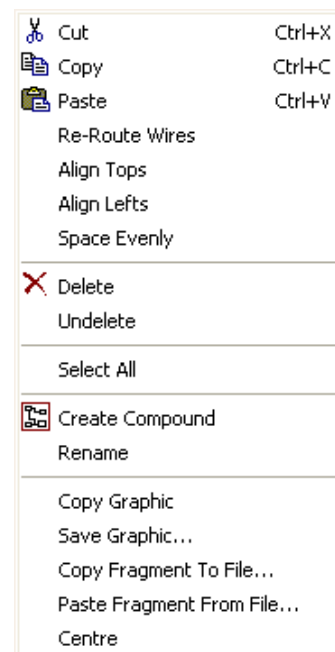 Cut Ctrl+X
Copy Ctrl+C
Paste Ctrl+V
Re-Route Wires
Align Tops
Align Lefts
Space Evenly
Delete
Undelete
Select All
Create Compound
Rename
Copy Graphic
Save Graphic...
Copy Fragment To File...
Paste Fragment From File...
Centre